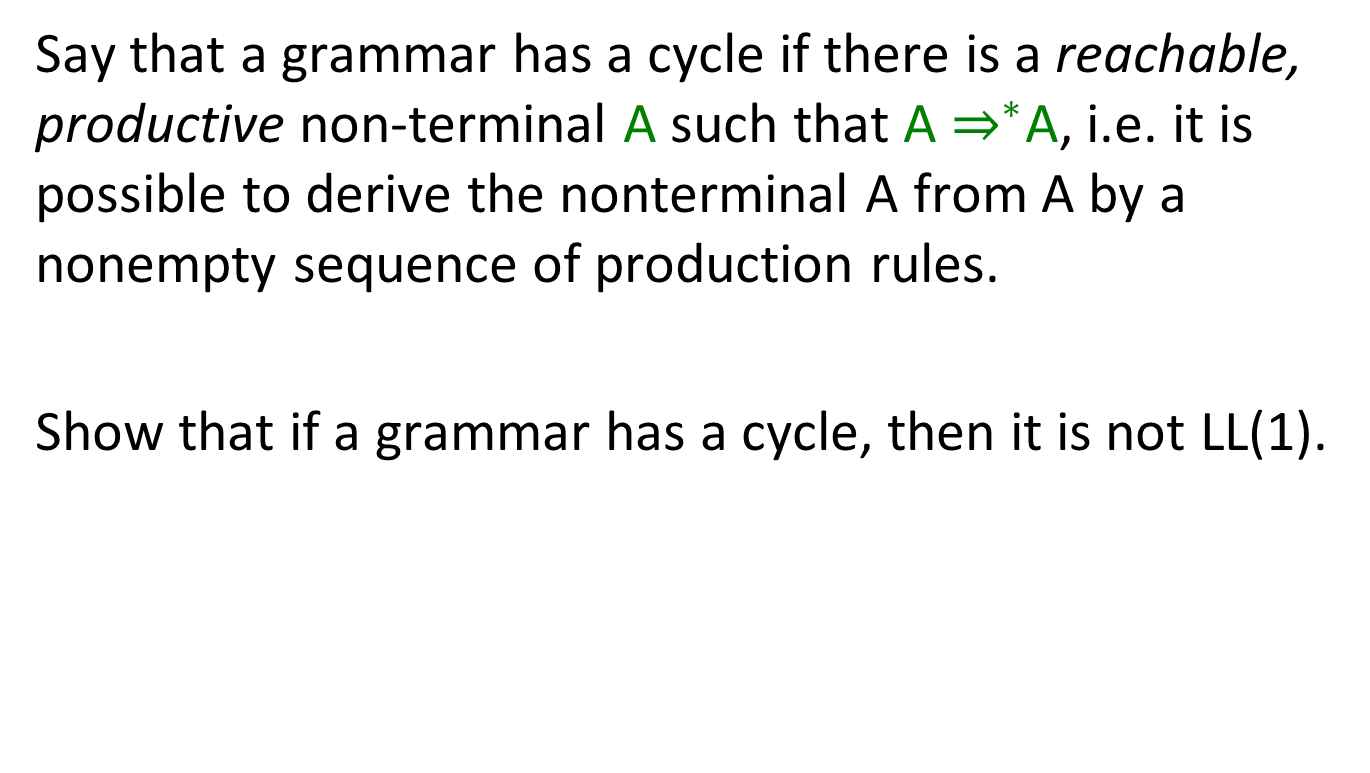 Say that a grammar has a cycle if there is a reachable,
productive non-terminal A such that A ⇒* A, i.e. it is
possible to derive the nonterminal A from A by a
nonempty sequence of production rules.
Show that if a grammar has a cycle, then it is not LL(1).